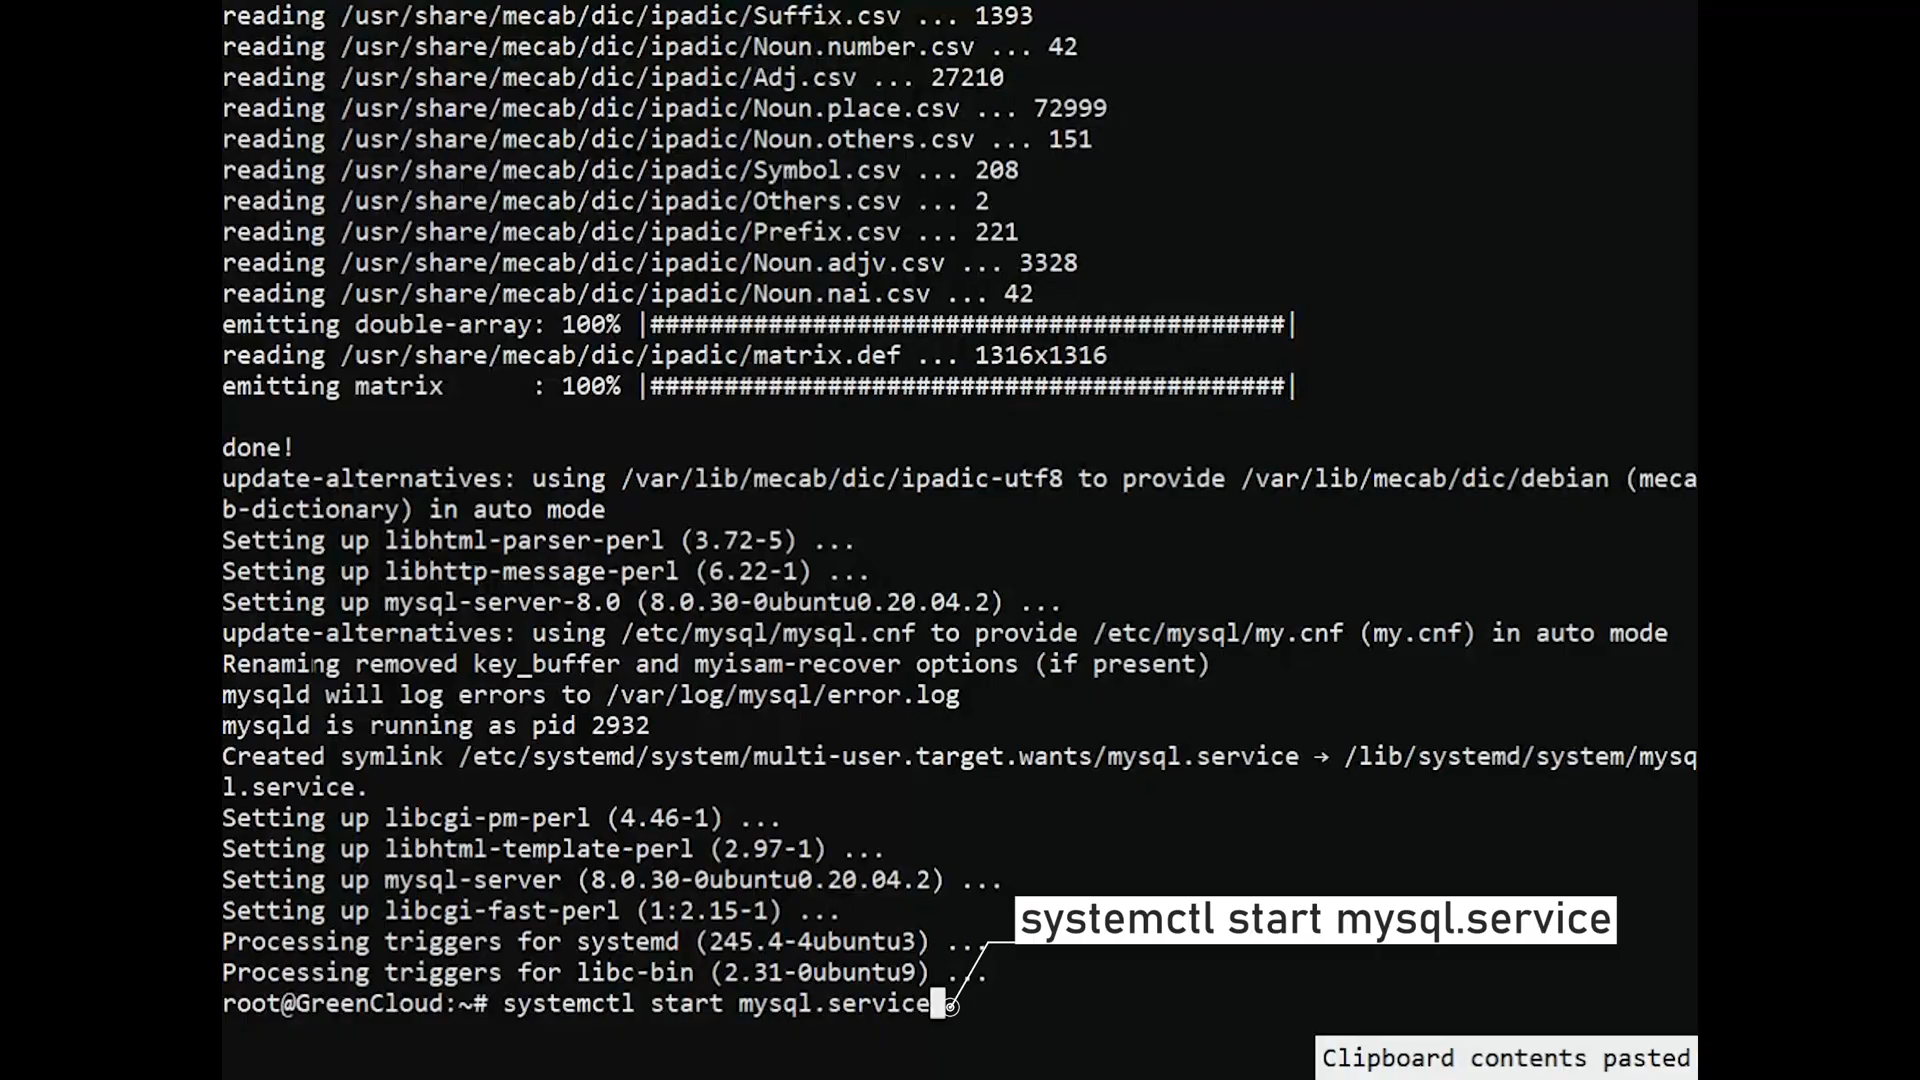 reading /usr/share/mecab/dic/ipadic/Suffix.csv ... 1393
reading /usr/share/mecab/dic/ipadic/Noun.number.csv ... 42
reading /usr/share/mecab/dic/ipadic/Adj.csv ... 27210
reading /usr/share/mecab/dic/ipadic/Noun.place.csv ... 72999
reading /usr/share/mecab/dic/ipadic/Noun.others.csv ... 151
reading /usr/share/mecab/dic/ipadic/Symbol.csv ... 208
reading /usr/share/mecab/dic/ipadic/Others.csv ... 2
reading /usr/share/mecab/dic/ipadic/Prefix.csv ... 221
reading /usr/share/mecab/dic/ipadic/Noun.adjv.csv ... 3328
reading /usr/share/mecab/dic/ipadic/Noun.nai.csv ... 42
emitting double-array: 100% |###########################################|
reading /usr/share/mecab/dic/ipadic/matrix.def ... 1316x1316
emitting matrix      : 100% |###########################################|
done!
update-alternatives: using /var/lib/mecab/dic/ipadic-utf8 to provide /var/lib/mecab/dic/debian (meca
b-dictionary) in auto mode
Setting up libhtml-parser-perl (3.72-5) ...
Setting up libhttp-message-perl (6.22-1) ...
Setting up mysql-server-8.0 (8.0.30-0ubuntu0.20.04.2) ...
update-alternatives: using /etc/mysql/mysql.cnf to provide /etc/mysql/my.cnf (my.cnf) in auto mode
Renaming removed key_buffer and myisam-recover options (if present)
mysqld will log errors to /var/log/mysql/error.log
mysqld is running as pid 2932
Created symlink /etc/systemd/system/multi-user.target.wants/mysql.service → /lib/systemd/system/mysq
l.service.
Setting up libcgi-pm-perl (4.46-1) ...
Setting up libhtml-template-perl (2.97-1) ...
Setting up mysql-server (8.0.30-0ubuntu0.20.04.2) ...
Setting up libcgi-fast-perl (1:2.15-1) ...
systemctl start mysql.service
Processing triggers for systemd (245.4-4ubuntu3) ...
Processing triggers for libc-bin (2.31-0ubuntu9) ...
root@GreenCloud:~# systemctl start mysql.service
Clipboard contents pasted